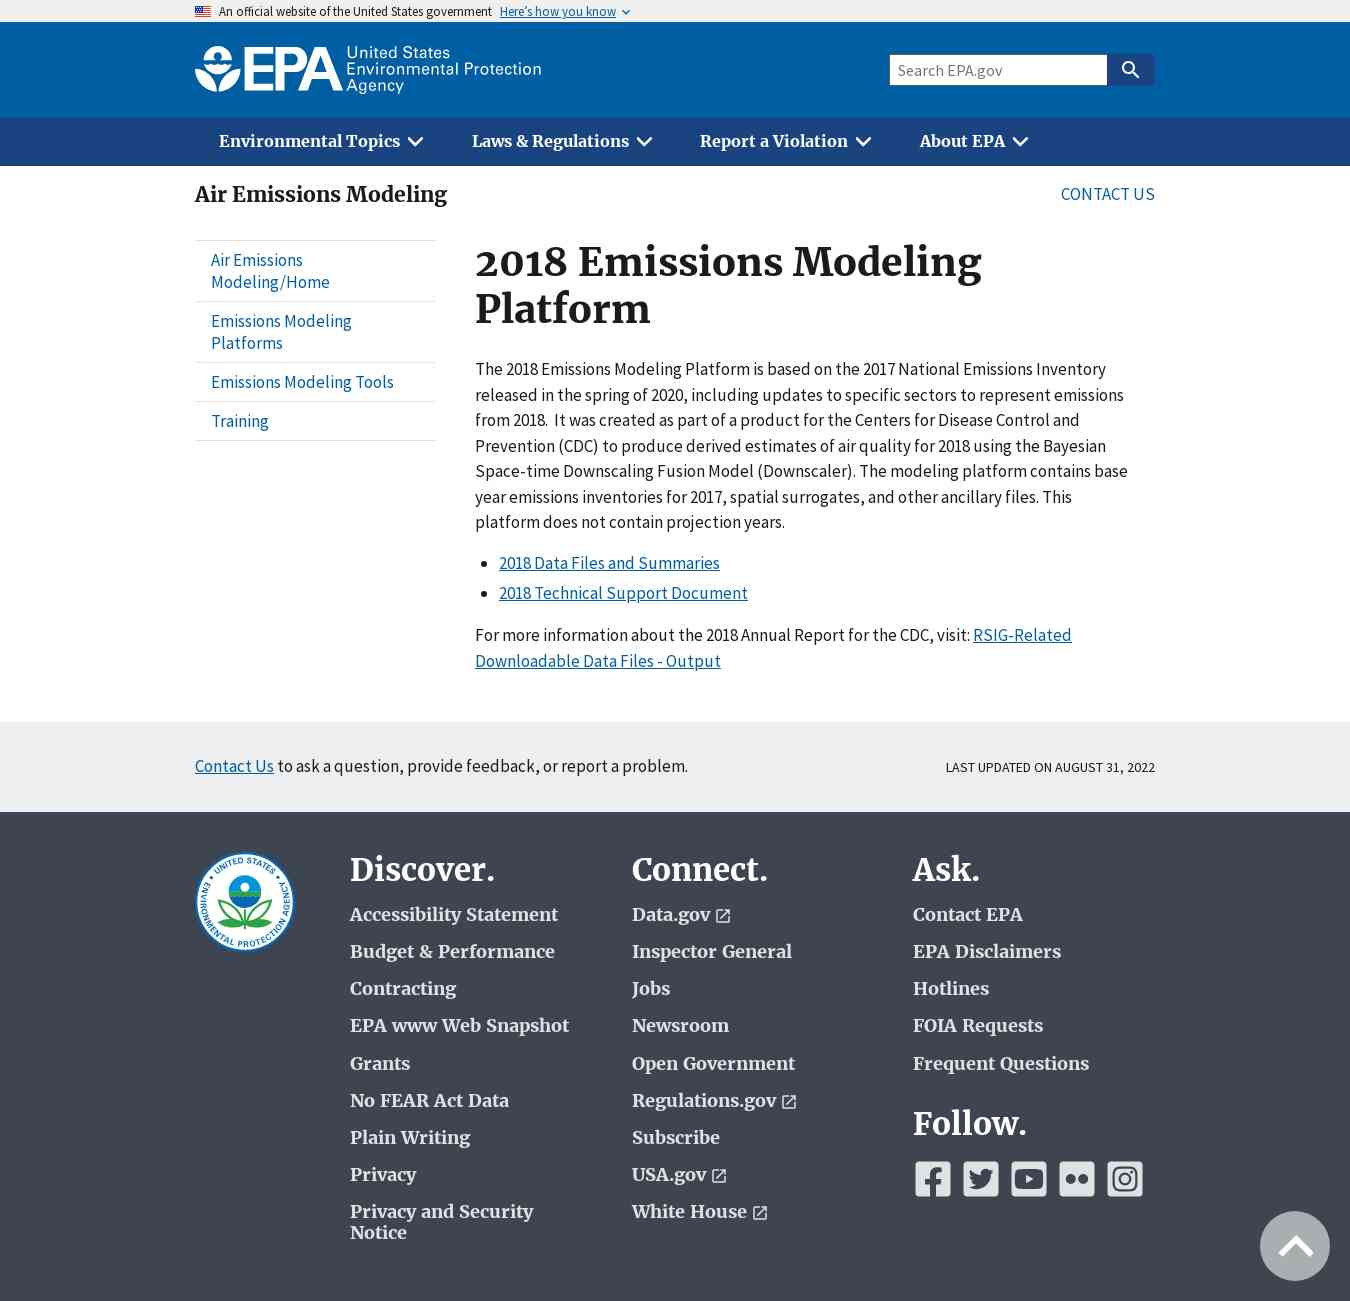 An official website of the United States government Here's how you know
EPA United States
Environmental Protection
Agency
Search EPA.gov
Environmental Topics Laws & Regulations Report a Violation About EPA
Air Emissions Modeling CONTACT US
Air Emissions
Modeling/Home
Emissions Modeling
Platforms
Emissions Modeling Tools
Training
2018 Emissions Modeling
Platform
The 2018 Emissions Modeling Platform is based on the 2017 National Emissions Inventory
released in the spring of 2020, including updates to specific sectors to represent emissions
from 2018.  It was created as part of a product for the Centers for Disease Control and
Prevention (CDC) to produce derived estimates of air quality for 2018 using the Bayesian
Space-time Downscaling Fusion Model (Downscaler). The modeling platform contains base
year emissions inventories for 2017, spatial surrogates, and other ancillary files. This
platform does not contain projection years.
2018 Data Files and Summaries
2018 Technical Support Document
For more information about the 2018 Annual Report for the CDC, visit: RSIG-Related
Downloadable Data Files - Output
Contact Us to ask a question, provide feedback, or report a problem. LAST UPDATED ON AUGUST 31, 2022
UNITED STATES ENVIRONMENTAL PROTECTION AGENCY
Discover.
Accessibility Statement
Budget & Performance
Contracting
EPA www Web Snapshot
Grants
No FEAR Act Data
Plain Writing
Privacy
Privacy and Security
Notice
Connect.
Data.gov
Inspector General
Jobs
Newsroom
Open Government
Regulations.gov
Subscribe
USA.gov
White House
Ask.
Contact EPA
EPA Disclaimers
Hotlines
FOIA Requests
Frequent Questions
Follow.